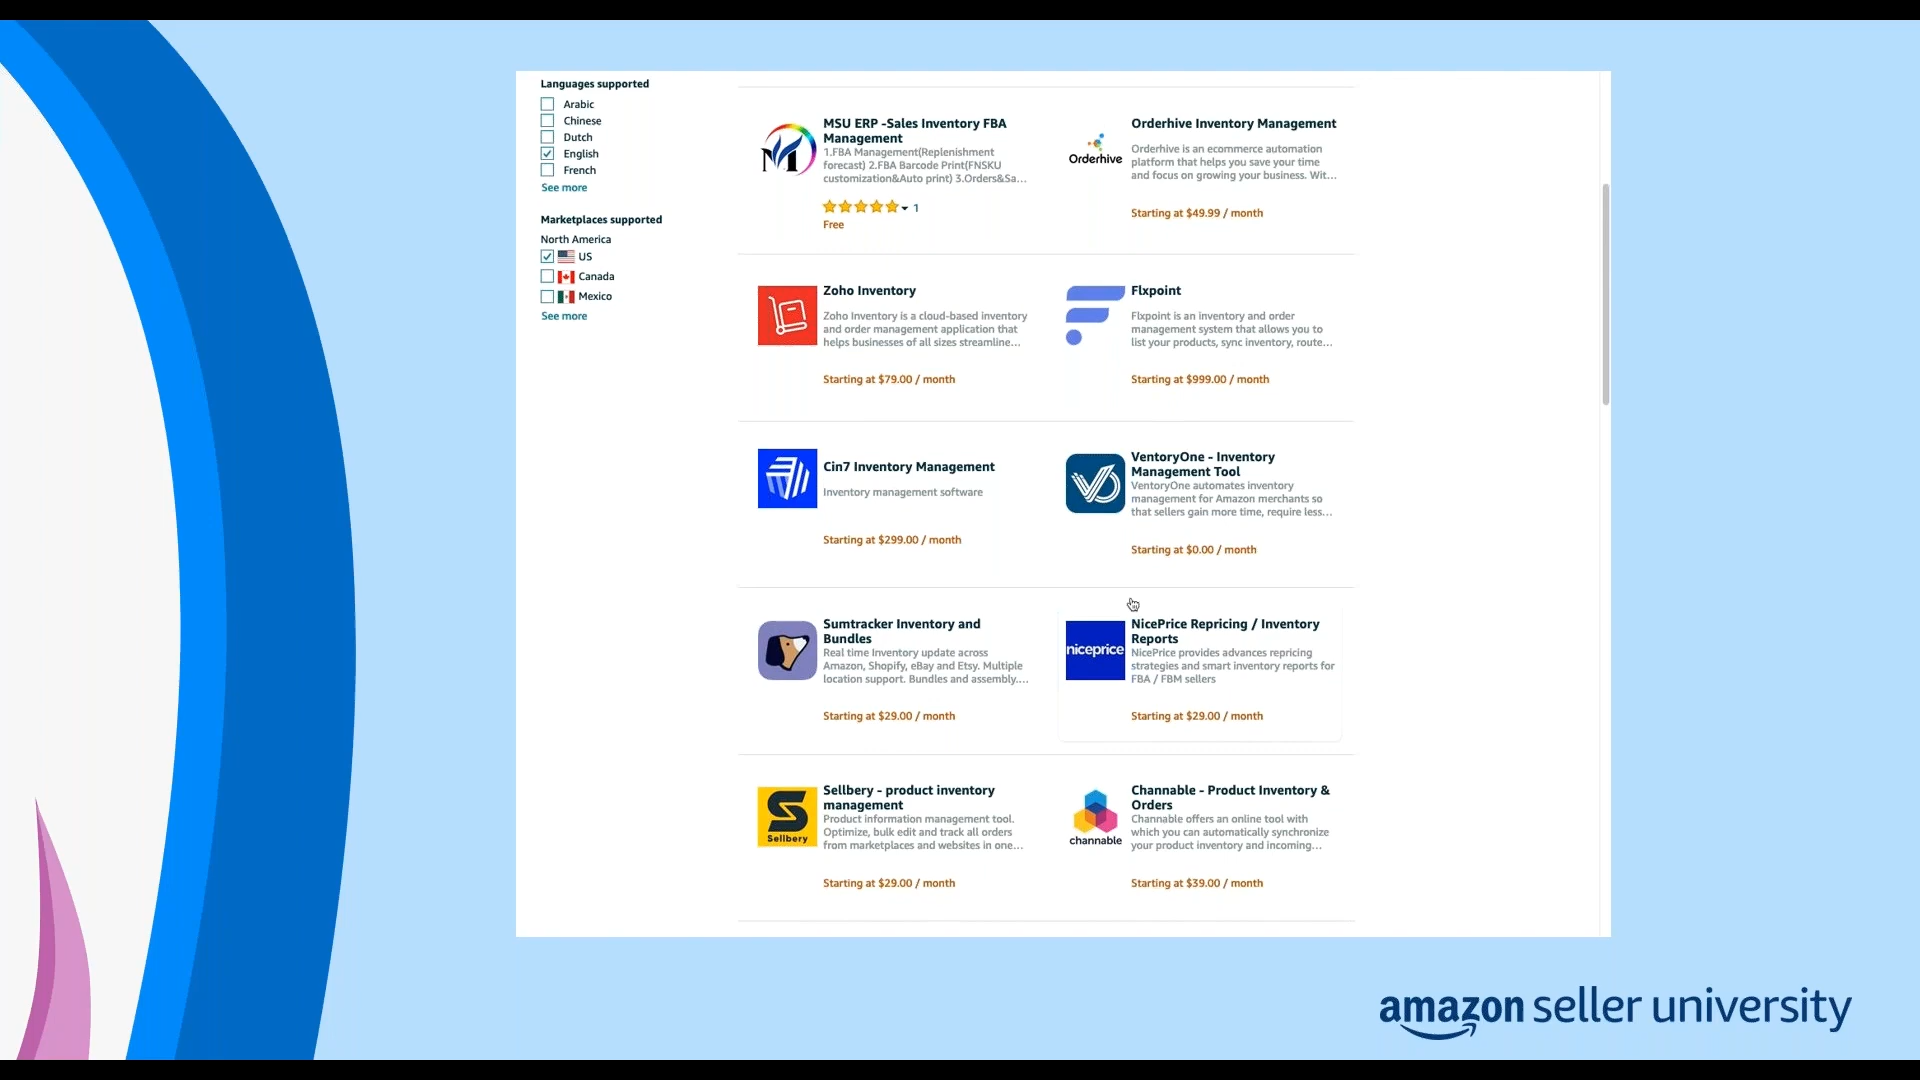 Languages supported
Arabic
Chinese
Dutch
English
French
See more
Marketplaces supported
North America
US
Canada
Mexico
See more
MSU ERP -Sales Inventory FBA
Management
1.FBA Management(Replenishment
forecast) 2.FBA Barcode Print(FNSKU
customization&Auto print) 3.Orders&Sa...
1
Free
Orderhive
Orderhive Inventory Management
Orderhive is an ecommerce automation
platform that helps you save your time
and focus on growing your business. Wit...
Starting at $49.99 / month
Zoho Inventory
Zoho Inventory is a cloud-based inventory
and order management application that
helps businesses of all sizes streamline...
Starting at $79.00 / month
Flxpoint
Flxpoint is an inventory and order
management system that allows you to
list your products, sync inventory, route...
Starting at $999.00 / month
Cin7 Inventory Management
Inventory management software
Starting at $299.00 / month
VentoryOne - Inventory
Management Tool
VentoryOne automates inventory
management for Amazon merchants so
that sellers gain more time, require less...
Starting at $0.00 / month
Sumtracker Inventory and
Bundles
Real time Inventory update across
Amazon, Shopify, eBay and Etsy. Multiple
location support. Bundles and assembly....
Starting at $29.00 / month
niceprice
NicePrice Repricing / Inventory
Reports
NicePrice provides advances repricing
strategies and smart inventory reports for
FBA / FBM sellers
Starting at $29.00 / month
Sellbery
Sellbery - product inventory
management
Product information management tool.
Optimize, bulk edit and track all orders
from marketplaces and websites in one...
Starting at $29.00 / month
channable
Channable - Product Inventory &
Orders
Channable offers an online tool with
which you can automatically synchronize
your product inventory and incoming...
Starting at $39.00 / month
amazon seller university